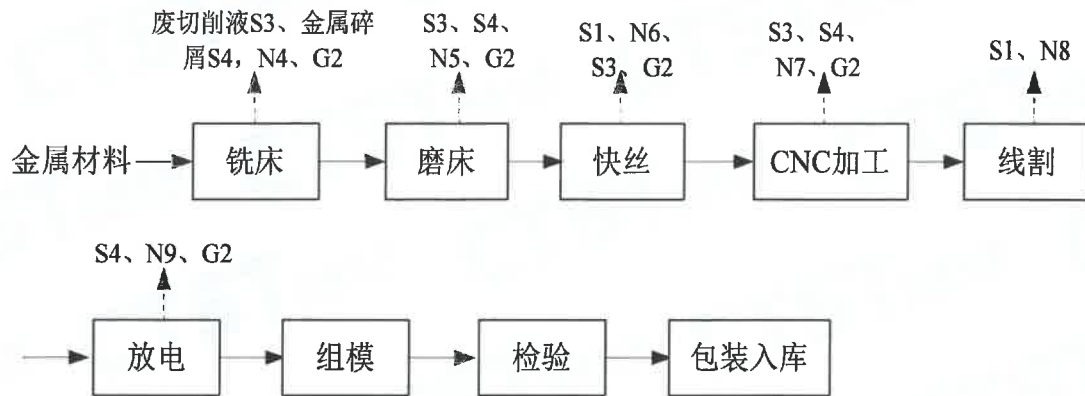 废切削液S3、金属碎
屑S4，N4、G2
S3、S4、
N5、G2
S1、N6、
S3、G2
S3、S4、
N7、G2
S1、N8
金属材料
铣床
磨床
快丝
CNC加工
线割
S4、N9、G2
放电
组模
检验
包装入库